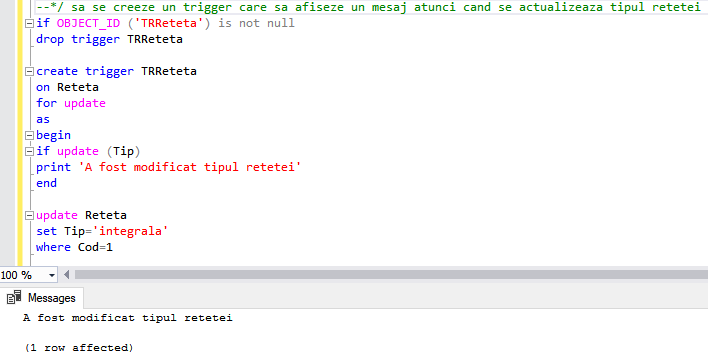 --*/ sa se creeze un trigger care sa afiseze un mesaj atunci cand se actualizeaza tipul retetei
if OBJECT_ID ('TRReteta') is not null
drop trigger TRReteta
create trigger TRReteta
on Reteta
for update
as
begin
if update (Tip)
print 'A fost modificat tipul retetei'
end
update Reteta
set Tip='integrala'
where Cod=1
100 %
Messages
A fost modificat tipul retetei
(1 row affected)